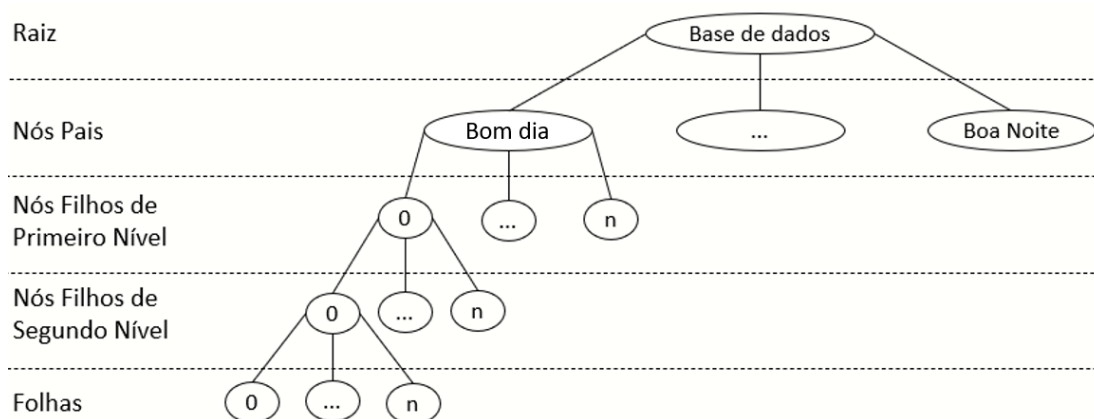 Raiz
Base de dados
Nós Pais
Bom dia
...
Boa Noite
Nós Filhos de
Primeiro Nível
0
...
n
Nós Filhos de
Segundo Nível
0
...
n
Folhas
0
...
n